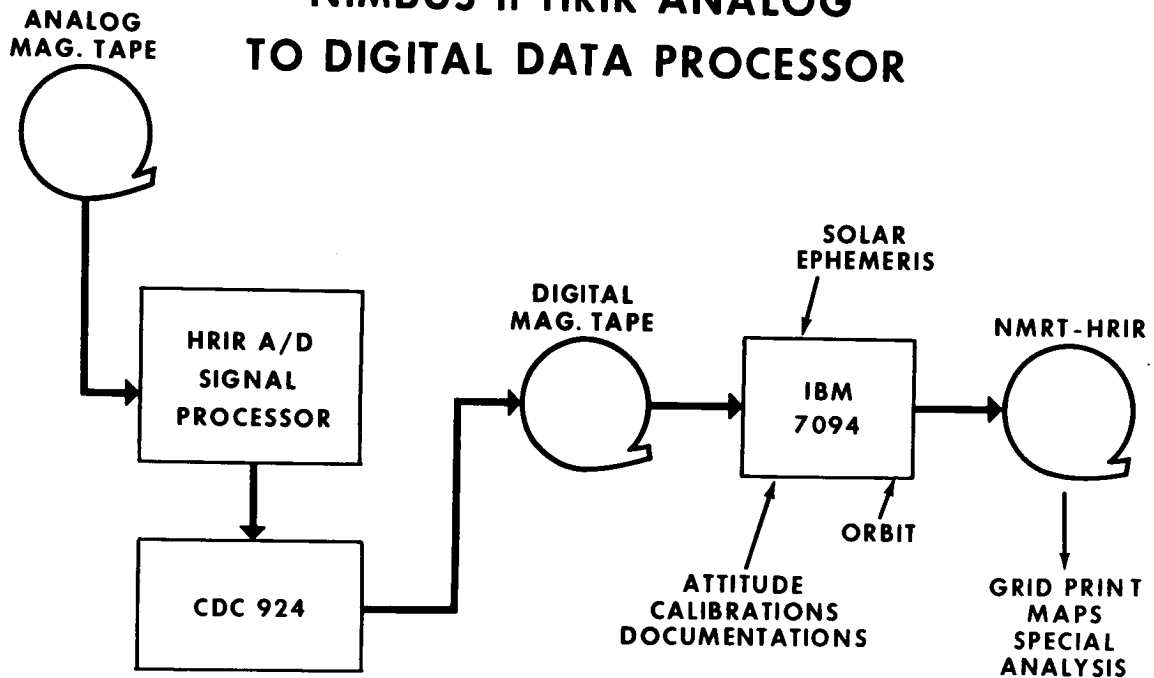 NIMBUS II HRIR ANALOG
TO DIGITAL DATA PROCESSOR
ANALOG
MAG. TAPE
HRIR A/D
SIGNAL
PROCESSOR
CDC 924
DIGITAL
MAG. TAPE
SOLAR
EPHEMERIS
IBM
7094
ORBIT
ATTITUDE
CALIBRATIONS
DOCUMENTATIONS
NMRT-HRIR
GRID PRINT
MAPS
SPECIAL
ANALYSIS